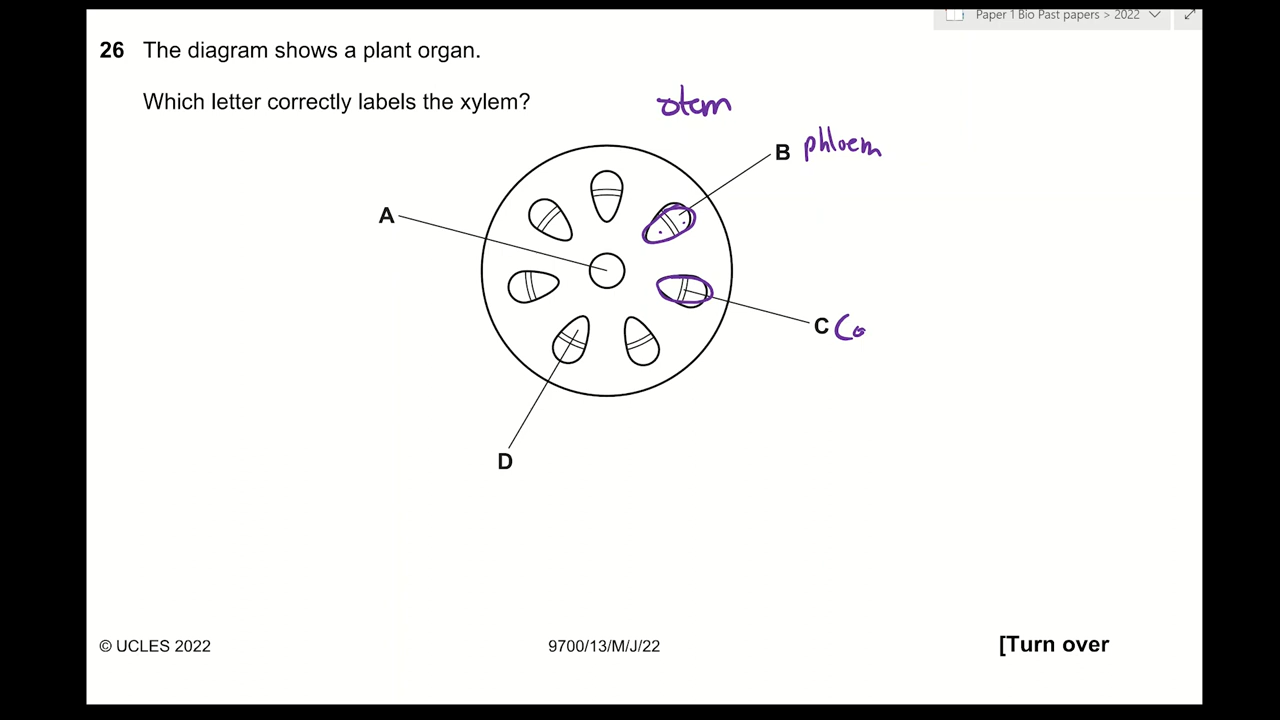 Paper 1 Bio Past papers > 2022
26 The diagram shows a plant organ.
Which letter correctly labels the xylem?
stem
B phloem
A
C Co
D
© UCLES 2022
9700/13/M/J/22
[Turn over